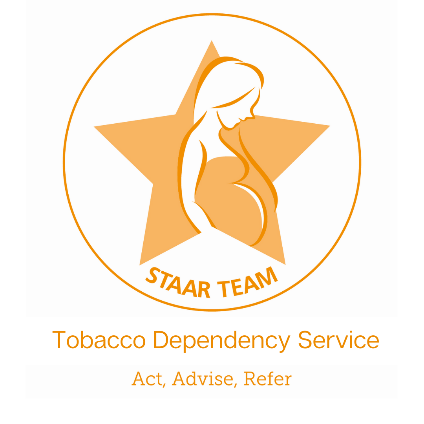 STAAR TEAM
Tobacco Dependency Service
Act, Advise, Refer